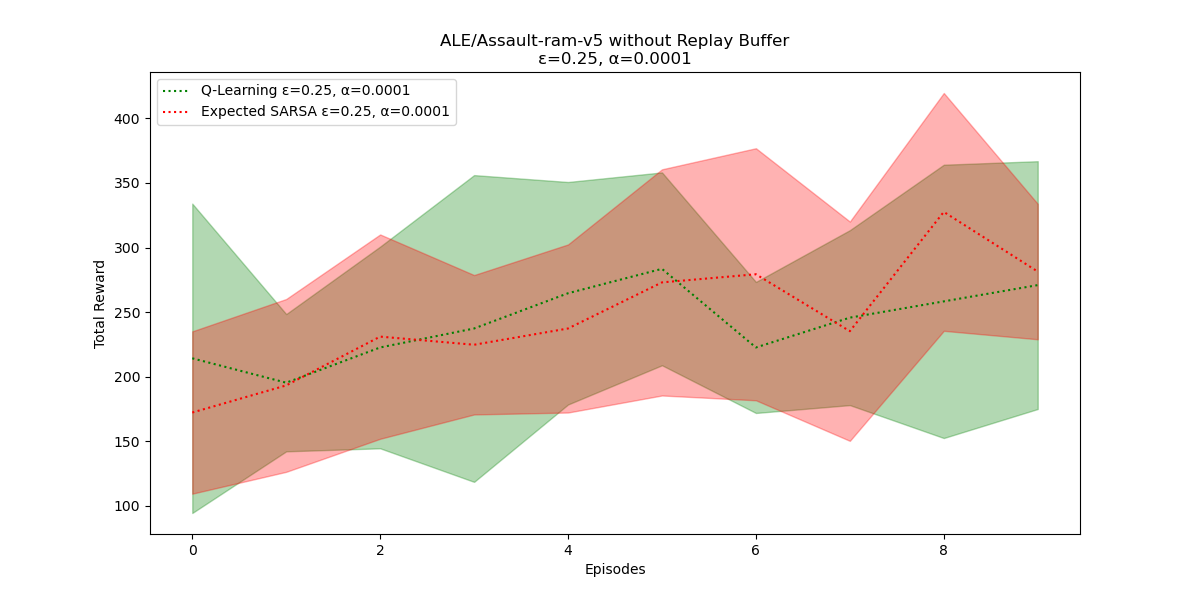 ALE/Assault-ram-v5 without Replay Buffer
ε=0.25, α=0.0001
Q-Learning ε=0.25, α=0.0001
Expected SARSA ε=0.25, α=0.0001
Total Reward
400
350
300
250
200
150
100
0 2 4 6 8
Episodes